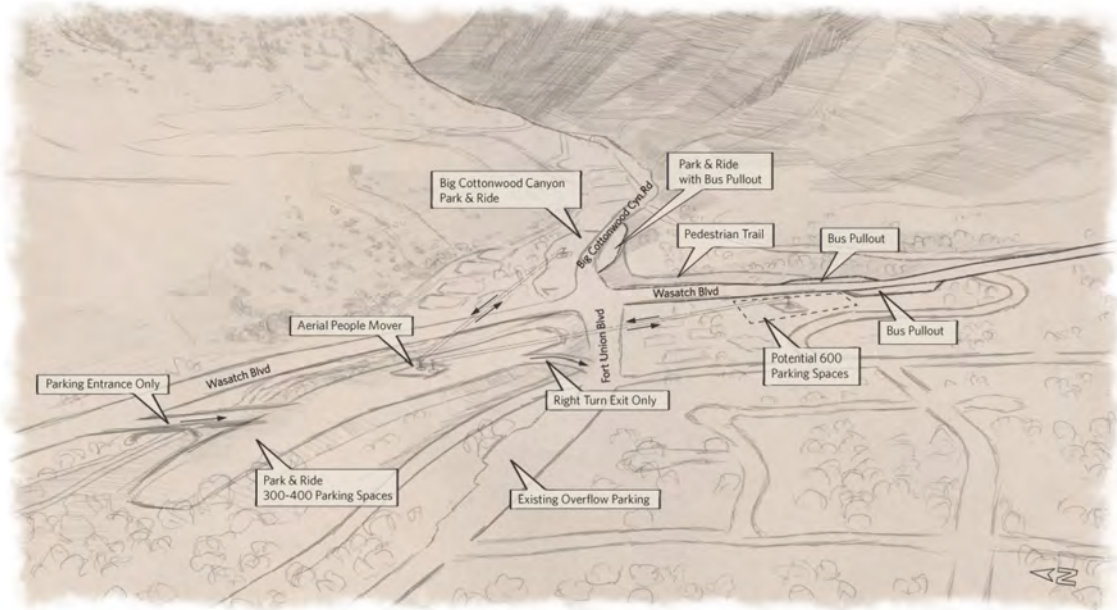 Big Cottonwood Canyon
Park & Ride
Park & Ride
with Bus Pullout
Big Cottonwood Cyn Rd
Pedestrian Trail
Bus Pullout
Wasatch Blvd
Bus Pullout
Aerial People Mover
Fort Union Blvd
Potential 600
Parking Spaces
Wasatch Blvd
Parking Entrance Only
Right Turn Exit Only
Park & Ride
300-400 Parking Spaces
Existing Overflow Parking
N